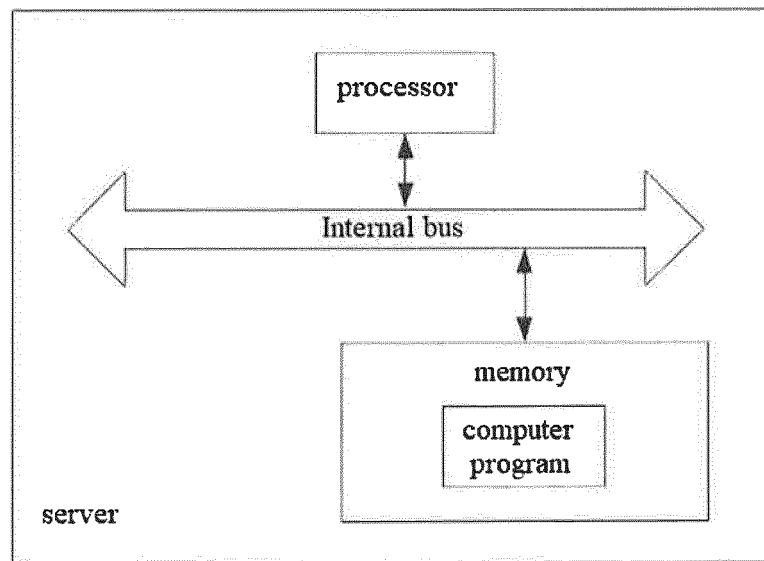 processor
Internal bus
memory
computer
program
server